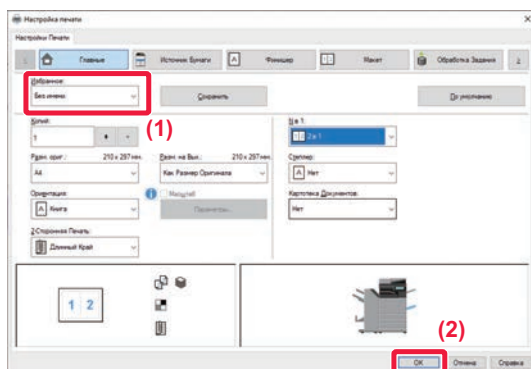 Настройка печати
Настройки Печати
Главные Источник Бумаги Финишер Макет Обработка Задания
Избранное:
Без имени Сохранить По умолчанию
(1)
Копий: N в 1:
1 2 в 1
Разм. ориг.: 210 x 297 мм. Разм. на Вых.: 210 x 297 мм. Степлер:
A4 Как Размер Оригинала Нет
Ориентация: Масштаб Картотека Документов:
Книга Параметры... Нет
2-Сторонняя Печать:
Длинный Край
1 2
(2)
OK Отмена Справка